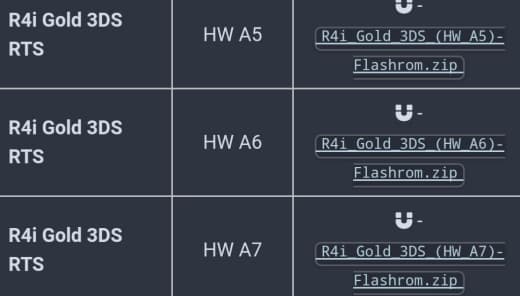 R4i Gold 3DS
RTS
HW A5
-
R4i_Gold_3DS_(HW_A5)-
Flashrom.zip
R4i Gold 3DS
RTS
HW A6
-
R4i_Gold_3DS_(HW_A6)-
Flashrom.zip
R4i Gold 3DS
RTS
HW A7
-
R4i_Gold_3DS_(HW_A7)-
Flashrom.zip